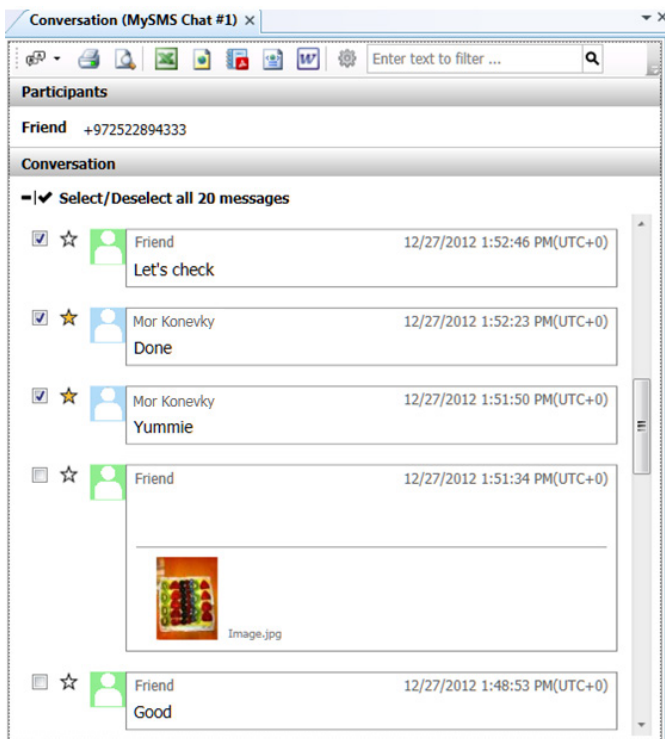 Conversation (MySMS Chat #1)
Enter text to filter ...
Participants
Friend +972522894333
Conversation
Select/Deselect all 20 messages
Friend 12/27/2012 1:52:46 PM(UTC+0)
Let's check
Mor Konevky 12/27/2012 1:52:23 PM(UTC+0)
Done
Mor Konevky 12/27/2012 1:51:50 PM(UTC+0)
Yummie
Friend 12/27/2012 1:51:34 PM(UTC+0)
Image.jpg
Friend 12/27/2012 1:48:53 PM(UTC+0)
Good